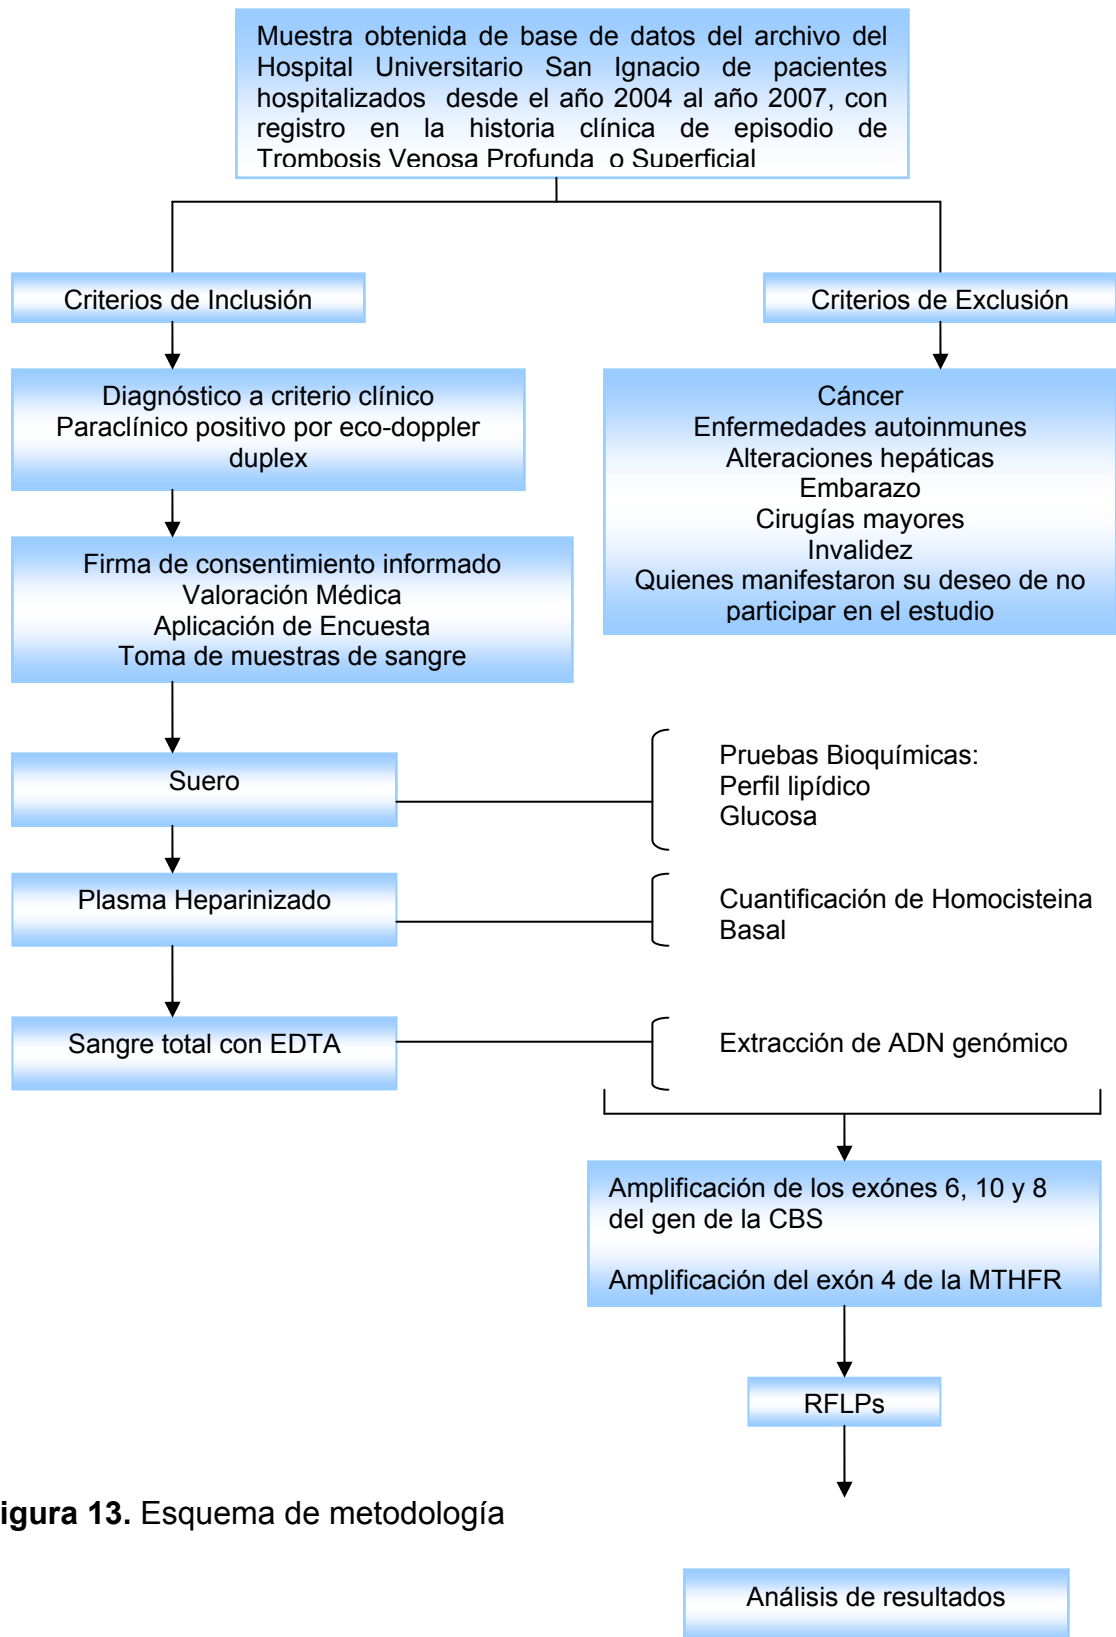 Muestra obtenida de base de datos del archivo del
Hospital Universitario San Ignacio de pacientes
hospitalizados desde el año 2004 al año 2007, con
registro en la historia clínica de episodio de
Trombosis Venosa Profunda o Superficial
Criterios de Inclusión
Criterios de Exclusión
Diagnóstico a criterio clínico
Paraclínico positivo por eco-doppler
duplex
Cáncer
Enfermedades autoinmunes
Alteraciones hepáticas
Embarazo
Cirugías mayores
Invalidez
Quienes manifestaron su deseo de no
participar en el estudio
Firma de consentimiento informado
Valoración Médica
Aplicación de Encuesta
Toma de muestras de sangre
Suero
Pruebas Bioquímicas:
Perfil lipídico
Glucosa
Plasma Heparinizado
Cuantificación de Homocisteina
Basal
Sangre total con EDTA
Extracción de ADN genómico
Amplificación de los exónes 6, 10 y 8
del gen de la CBS
Amplificación del exón 4 de la MTHFR
RFLPs
igura 13. Esquema de metodología
Análisis de resultados